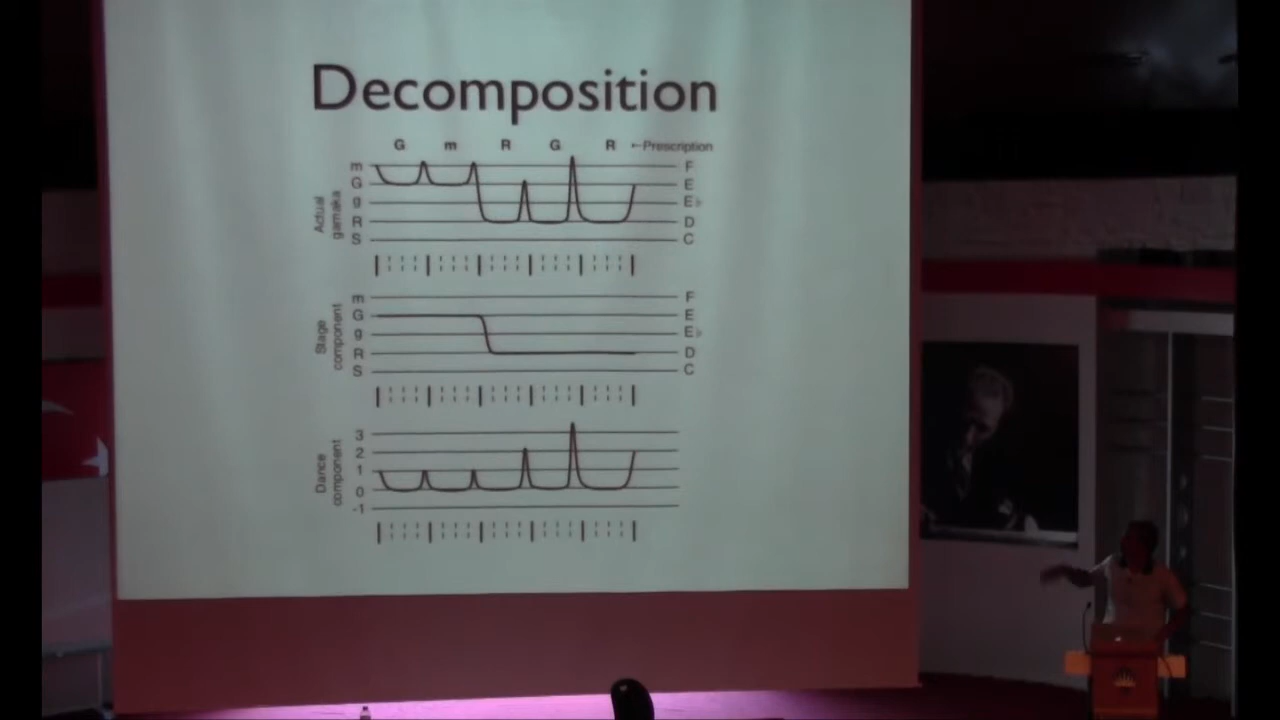 Decomposition
G m R G R ←Prescription
m F
G E
g E♭
R D
S C
Actual gamaka
m F
G E
g E♭
R D
S C
Stage component
3
2
1
0
-1
Dance component